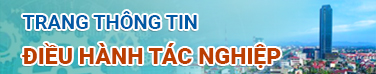 TRANG THÔNG TIN
ĐIỀU HÀNH TÁC NGHIỆP